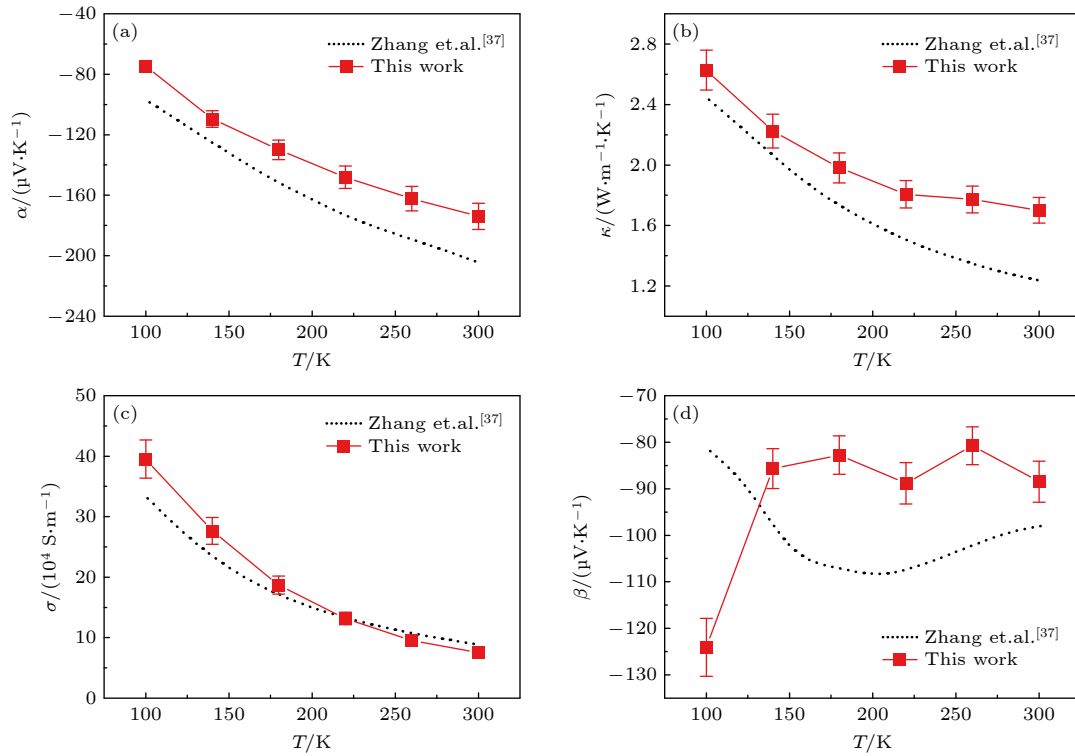 (a)
Zhang et.al.[37]
This work
−40
−80
−120
−160
−200
−240
α/(μV·K−1)
100 150 200 250 300
T/K
(b)
Zhang et.al.[37]
This work
2.8
2.4
2.0
1.6
1.2
κ/(W·m−1·K−1)
100 150 200 250 300
T/K
(c)
Zhang et.al.[37]
This work
50
40
30
20
10
0
σ/(104 S·m−1)
100 150 200 250 300
T/K
(d)
−70
−80
−90
−100
−110
−120
−130
β/(μV·K−1)
Zhang et.al.[37]
This work
100 150 200 250 300
T/K